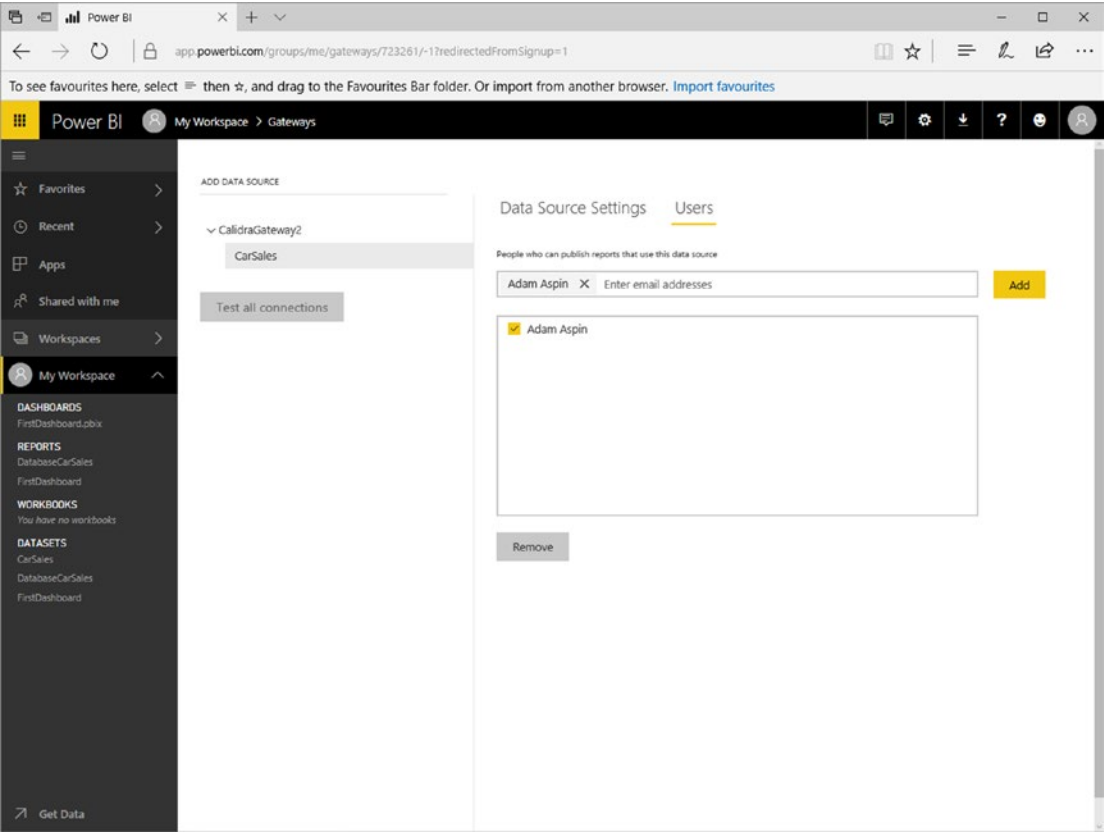 Power BI
app.powerbi.com/groups/me/gateways/723261/-1?redirectedFromSignup=1
To see favourites here, select then ☆, and drag to the Favourites Bar folder. Or import from another browser. Import favourites
Power BI My Workspace > Gateways
Favorites
Recent
Apps
Shared with me
Workspaces
My Workspace
DASHBOARDS
FirstDashboard.pbix
REPORTS
DatabaseCarSales
FirstDashboard
WORKBOOKS
You have no workbooks
DATASETS
CarSales
DatabaseCarSales
FirstDashboard
Get Data
ADD DATA SOURCE
CalidraGateway2
CarSales
Test all connections
Data Source Settings Users
People who can publish reports that use this data source
Adam Aspin X Enter email addresses Add
Adam Aspin
Remove